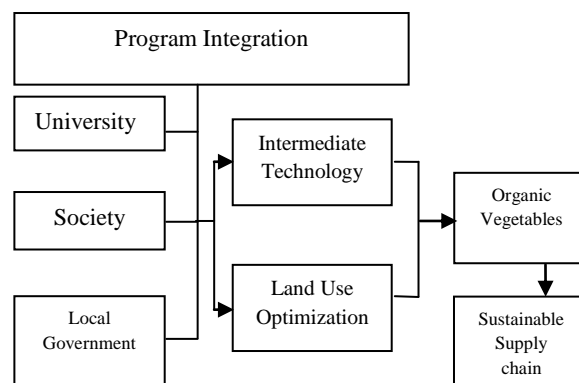 Program Integration
University
Intermediate
Technology
Society
Organic
Vegetables
Land Use
Optimization
Local
Government
Sustainable
Supply
chain